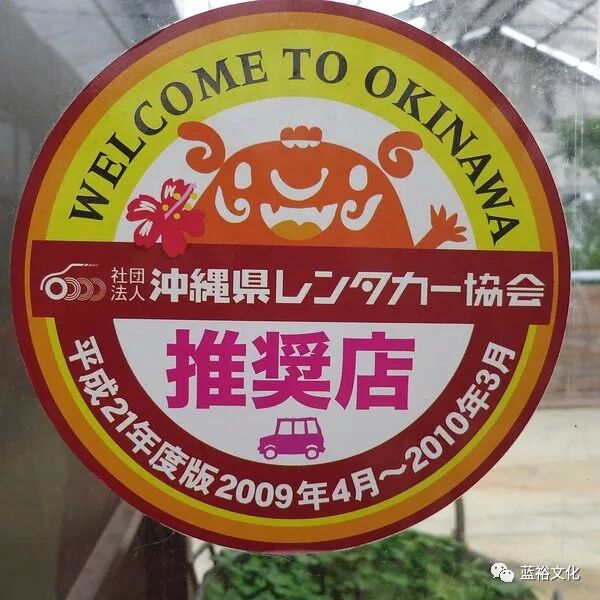 WELCOME TO OKINAWA
社団
法人
沖縄県レンタカー協会
推奨店
平成21年度版2009年4月～2010年3月
蓝裕文化